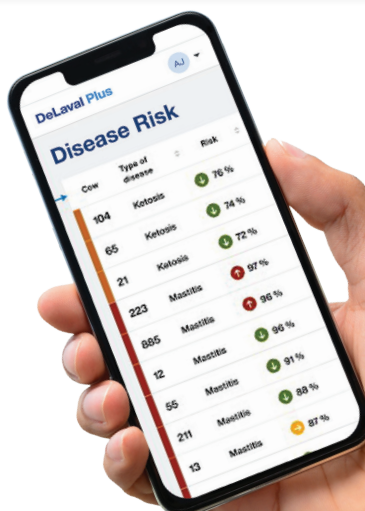 DeLaval Plus
AJ
Disease Risk
Cow Type of disease Risk
104 Ketosis 76 %
65 Ketosis 74 %
21 Ketosis 72 %
223 Mastitis 97 %
885 Mastitis 96 %
12 Mastitis 96 %
55 Mastitis 91 %
211 Mastitis 88 %
13 Mastitis 87 %